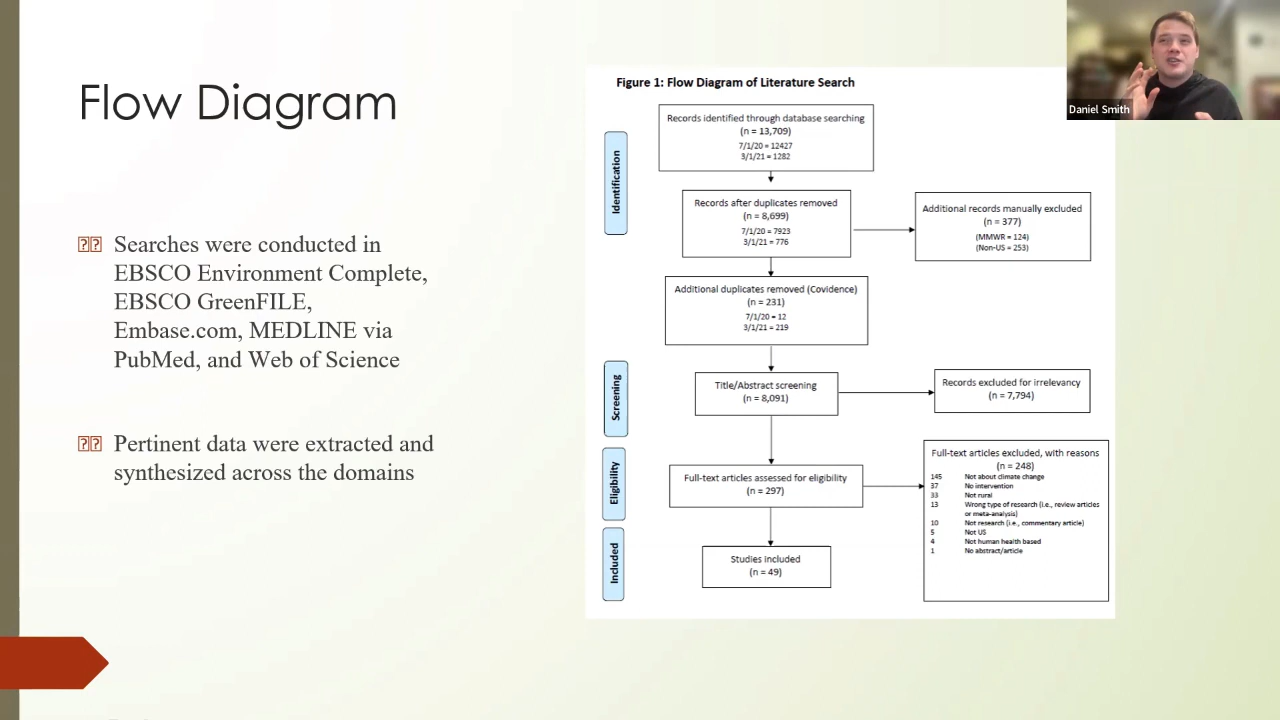 Flow Diagram
Searches were conducted in
EBSCO Environment Complete,
EBSCO GreenFILE,
Embase.com, MEDLINE via
PubMed, and Web of Science
Pertinent data were extracted and
synthesized across the domains
Figure 1: Flow Diagram of Literature Search
Identification
Records identified through database searching
(n = 13,709)
7/1/20 = 12427
3/1/21 = 1282
Records after duplicates removed
(n = 8,699)
7/1/20 = 7923
3/1/21 = 776
Additional records manually excluded
(n = 377)
(MMWR = 124)
(Non-US = 253)
Additional duplicates removed (Covidence)
(n = 231)
7/1/20 = 12
3/1/21 = 219
Screening
Title/Abstract screening
(n = 8,091)
Records excluded for irrelevancy
(n = 7,794)
Eligibility
Full-text articles assessed for eligibility
(n = 297)
Full-text articles excluded, with reasons
(n = 248)
145 Not about climate change
37 No intervention
33 Not rural
13 Wrong type of research (i.e., review articles
or meta-analysis)
10 Not research (i.e., commentary article)
5 Not US
4 Not human health based
1 No abstract/article
Included
Studies included
(n = 49)
Daniel Smith